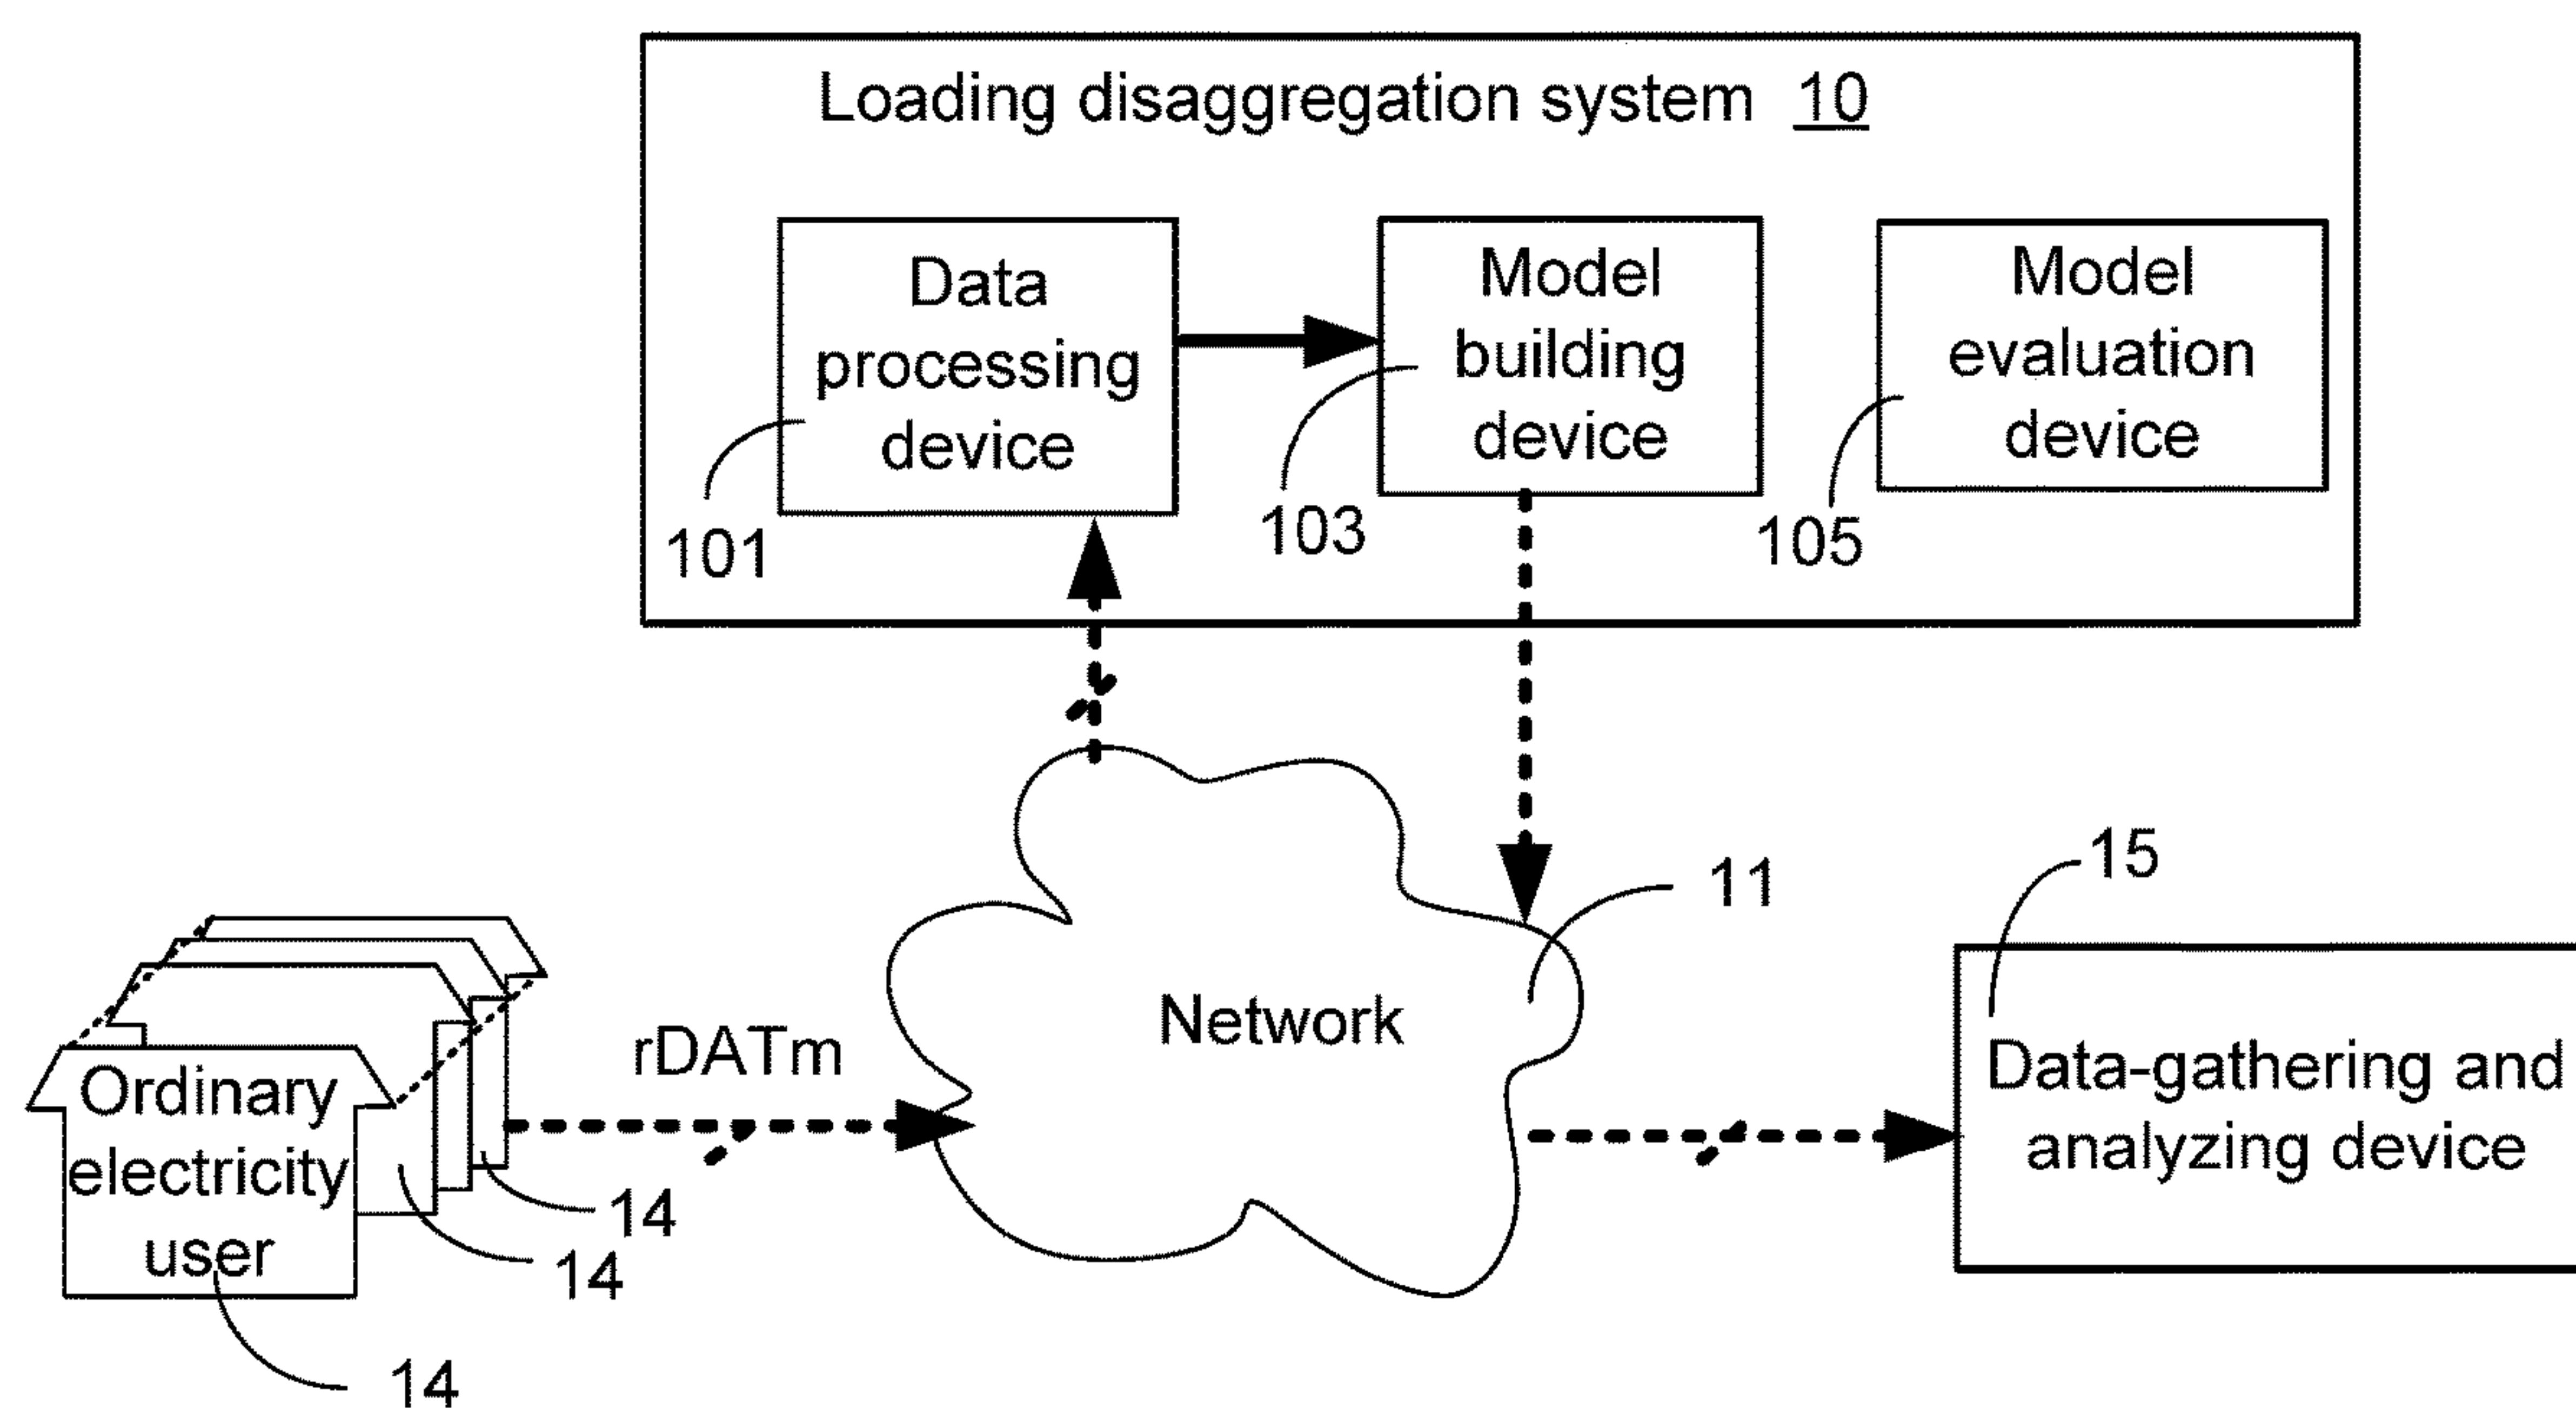 Loading disaggregation system 10
Data
processing
device
Model
building
device
Model
evaluation
device
101
103
105
11
15
Network
rDATm
Data-gathering and
analyzing device
Ordinary
electricity
user
14
14
14